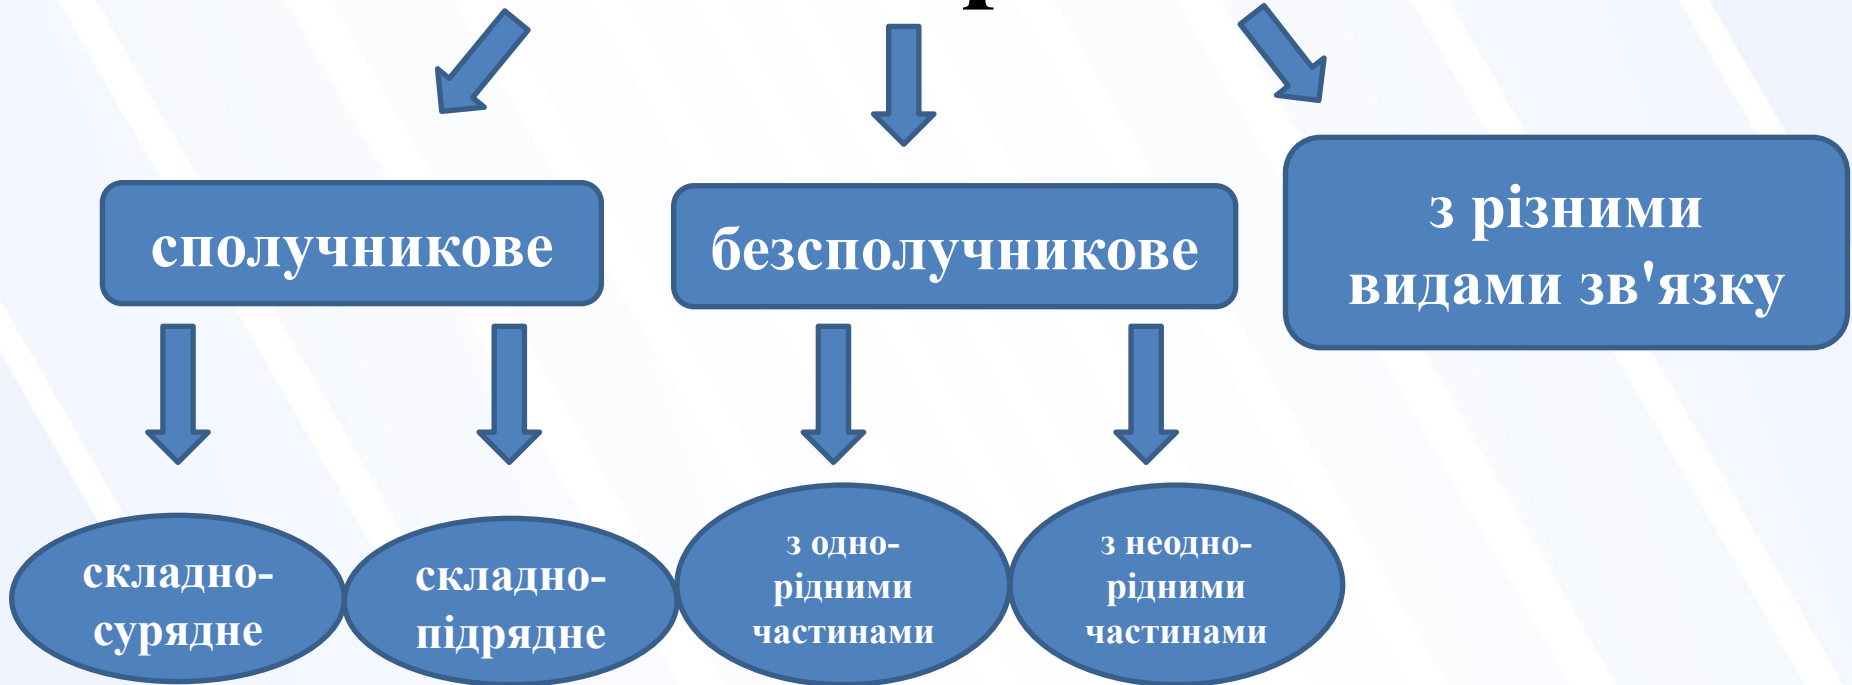 сполучникове
безсполучникове
з різними
видами зв'язку
складно-
сурядне
складно-
підрядне
з одно-
рідними
частинами
з неодно-
рідними
частинами